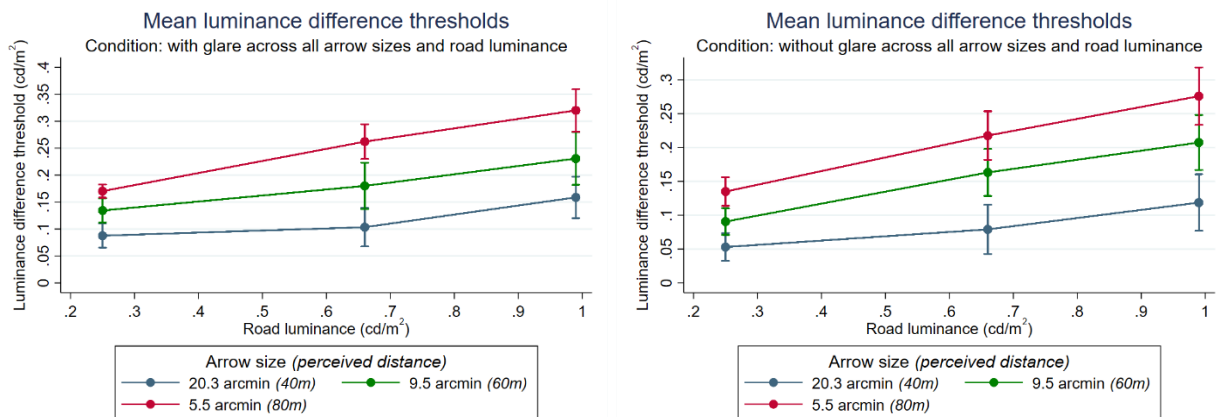 Mean luminance difference thresholds
Condition: with glare across all arrow sizes and road luminance
Luminance difference threshold (cd/m²)
.4
.35
.3
.25
.2
.15
.1
.05
0
.2 .3 .4 .5 .6 .7 .8 .9 1
Road luminance (cd/m²)
Arrow size (perceived distance)
20.3 arcmin (40m) 9.5 arcmin (60m)
5.5 arcmin (80m)
Mean luminance difference thresholds
Condition: without glare across all arrow sizes and road luminance
Luminance difference threshold (cd/m²)
.3
.25
.2
.15
.1
.05
0
.2 .3 .4 .5 .6 .7 .8 .9 1
Road luminance (cd/m²)
Arrow size (perceived distance)
20.3 arcmin (40m) 9.5 arcmin (60m)
5.5 arcmin (80m)